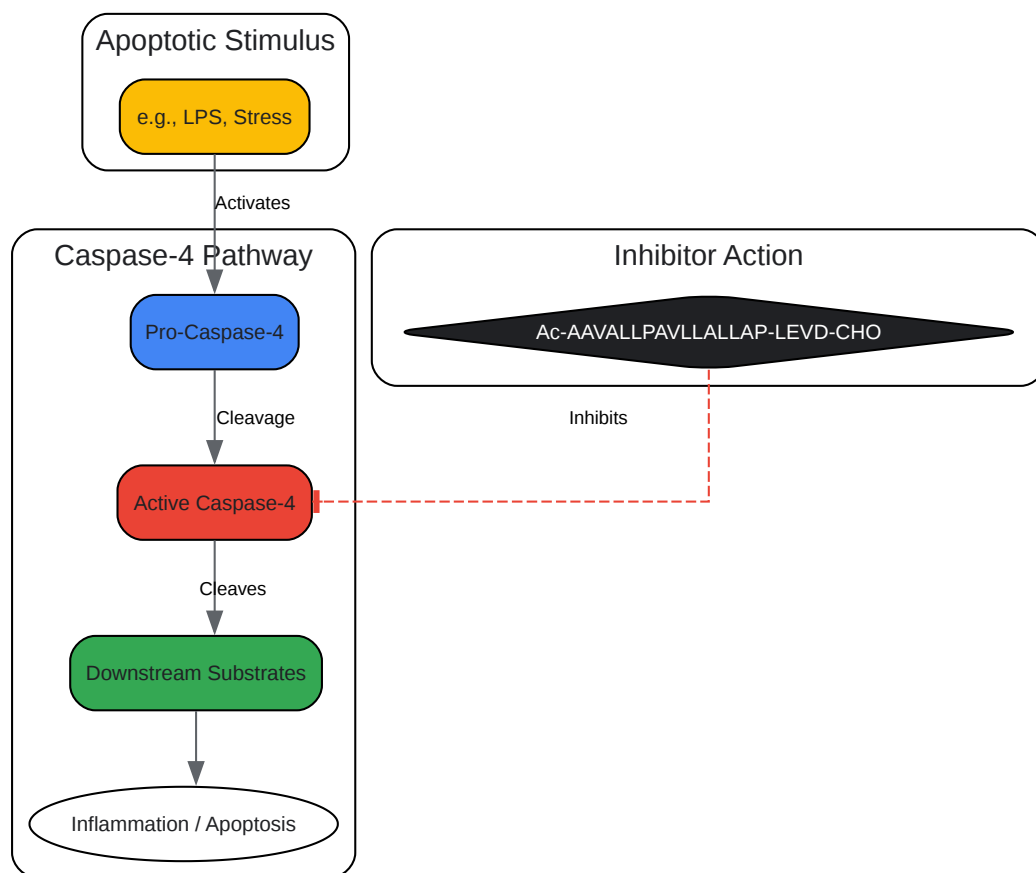 Apoptotic Stimulus
e.g., LPS, Stress
Activates
Caspase-4 Pathway
Inhibitor Action
Pro-Caspase-4
Ac-AAVALLPAVLLALLAP-LEVD-CHO
Cleavage
Inhibits
Active Caspase-4
Cleaves
Downstream Substrates
Inflammation / Apoptosis